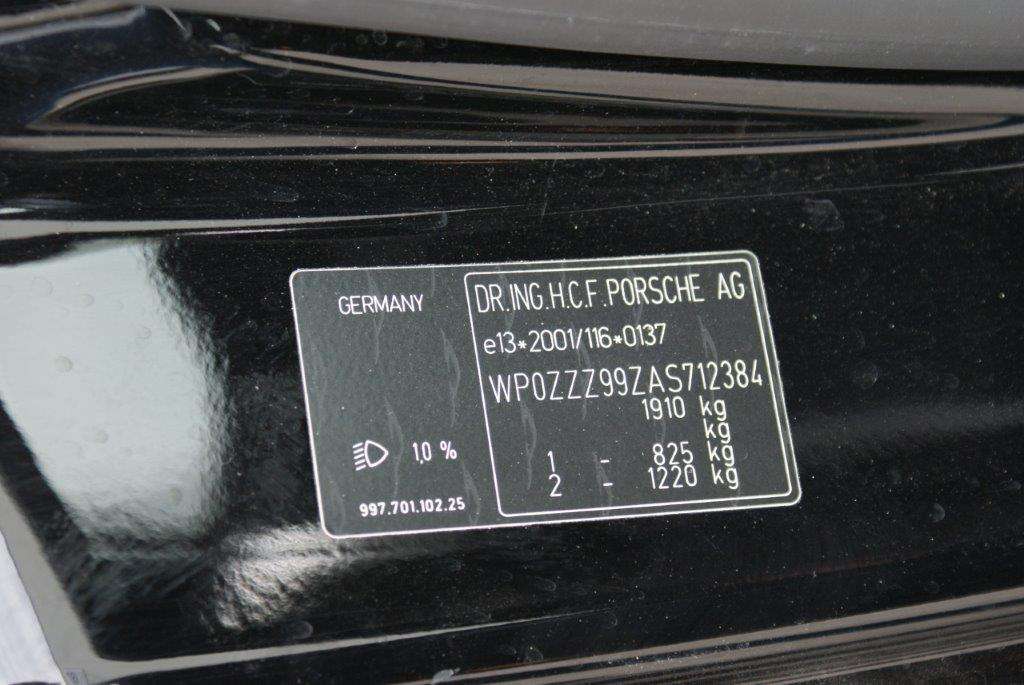 GERMANY
1,0 %
997.701.102.25
DR.ING.H.C.F.PORSCHE AG
e13*2001/116*0137
WP0ZZZ99ZAS712384
1910 kg
kg
1 - 825 kg
2 - 1220 kg